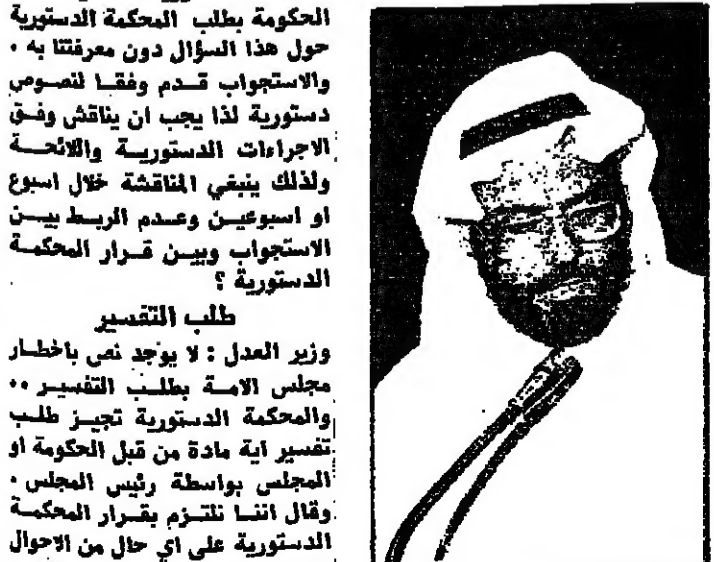 الحكومة بطلب المحكمة الدستورية
حول هذا السؤال دون معرفتنا به .
والاستجواب قدم وفقا لنصوص
دستورية لذا يجب ان يناقش وفق
الاجراءات الدستورية واللائحة
ولذلك ينبغي المناقشة خلال اسبوع
او اسبوعين وعدم الربط بين
الاستجواب وبين قرار المحكمة
الدستورية ؟
طلب التفسير
وزير العدل : لا يوجد نص باخطار
مجلس الامة بطلب التفسير ..
والمحكمة الدستورية تجيز طلب
تفسير اية مادة من قبل الحكومة او
المجلس بواسطة رئيس المجلس .
وقال اننا نلتزم بقرار المحكمة
الدستورية على اي حال من الاحوال